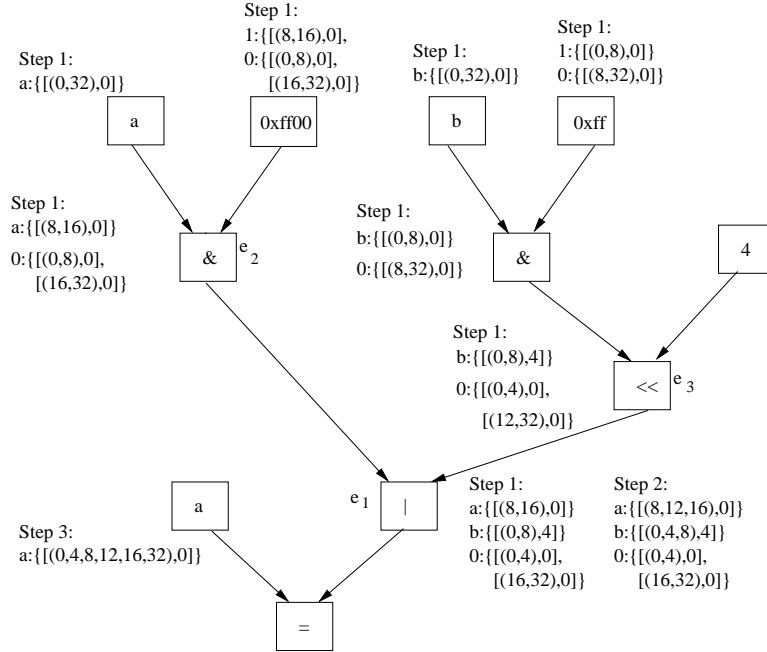 Step 1:
a:{[(0,32),0]}
Step 1:
1:{[(8,16),0],
0:{[(0,8),0],
[(16,32),0]}
Step 1:
b:{[(0,32),0]}
Step 1:
1:{[(0,8),0]}
0:{[(8,32),0]}
a
0xff00
b
0xff
Step 1:
a:{[(8,16),0]}
0:{[(0,8),0],
[(16,32),0]}
&
e 2
Step 1:
b:{[(0,8),0]}
0:{[(8,32),0]}
&
4
Step 1:
b:{[(0,8),4]}
0:{[(0,4),0],
[(12,32),0]}
<<
e 3
a
e 1
|
Step 1:
a:{[(8,16),0]}
b:{[(0,8),4]}
0:{[(0,4),0],
[(16,32),0]}
Step 2:
a:{[(8,12,16),0]}
b:{[(0,4,8),4]}
0:{[(0,4),0],
[(16,32),0]}
Step 3:
a:{[(0,4,8,12,16,32),0]}
=